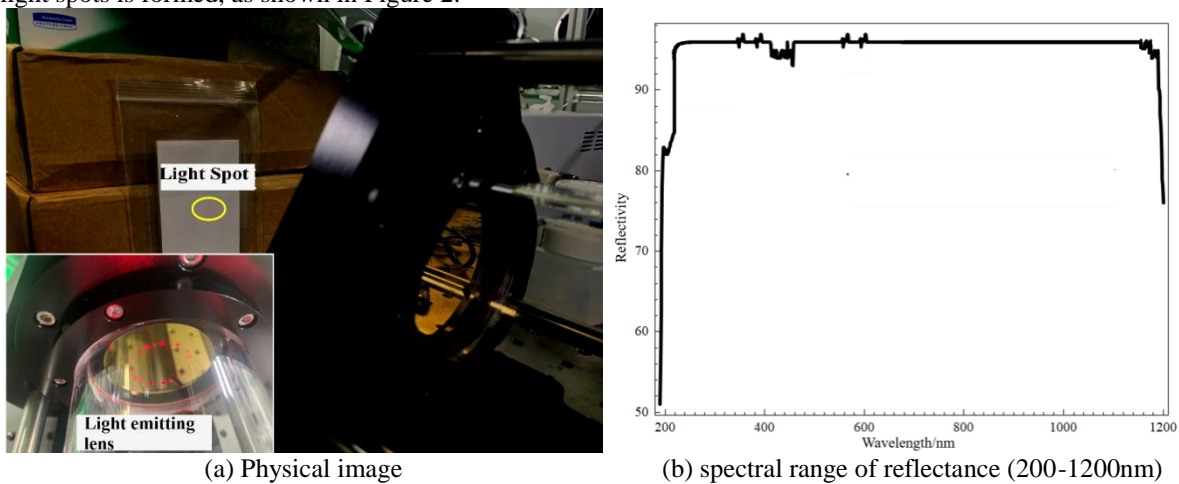 light spots is formed, as shown in Figure 2.
Light Spot
Light emitting
lens
90
80
70
60
50
Reflectivity
200
400
600
800
1000
1200
Wavelength/nm
(a) Physical image
(b) spectral range of reflectance (200-1200nm)